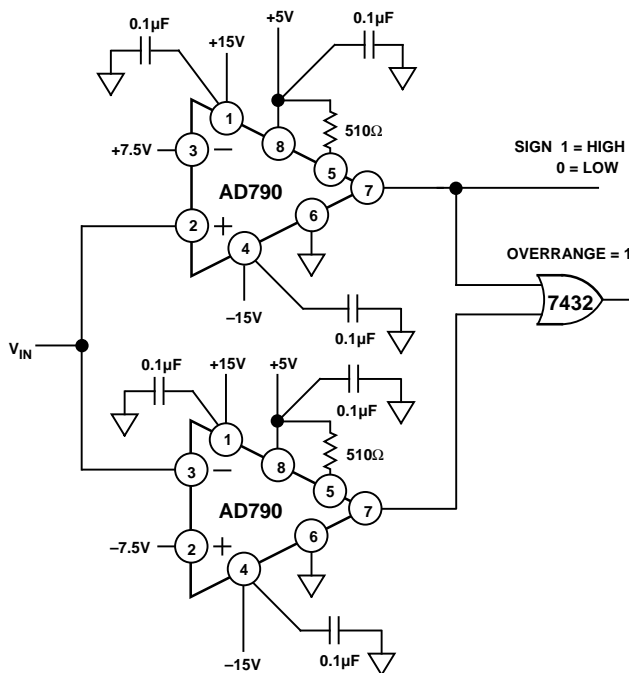 0.1µF
+15V
+5V
0.1µF
1
8
510Ω
+7.5V
3
–
5
SIGN 1 = HIGH
0 = LOW
AD790
7
2
+
6
4
OVERRANGE = 1
–15V
7432
0.1µF
V_IN
0.1µF
+15V
+5V
0.1µF
1
8
510Ω
3
–
5
AD790
7
–7.5V
2
+
6
4
–15V
0.1µF